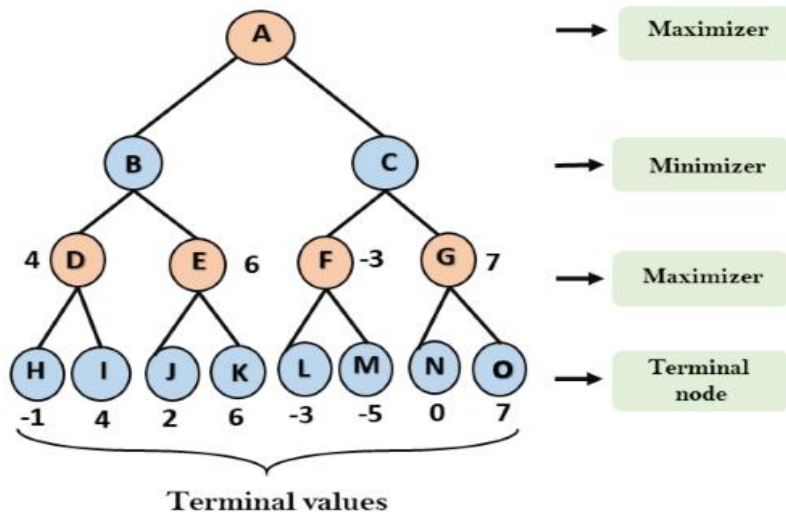 A
Maximizer
B
C
Minimizer
4 D E 6 F -3 G 7
Maximizer
H I J K L M N O
Terminal
node
-1 4 2 6 -3 -5 0 7
Terminal values